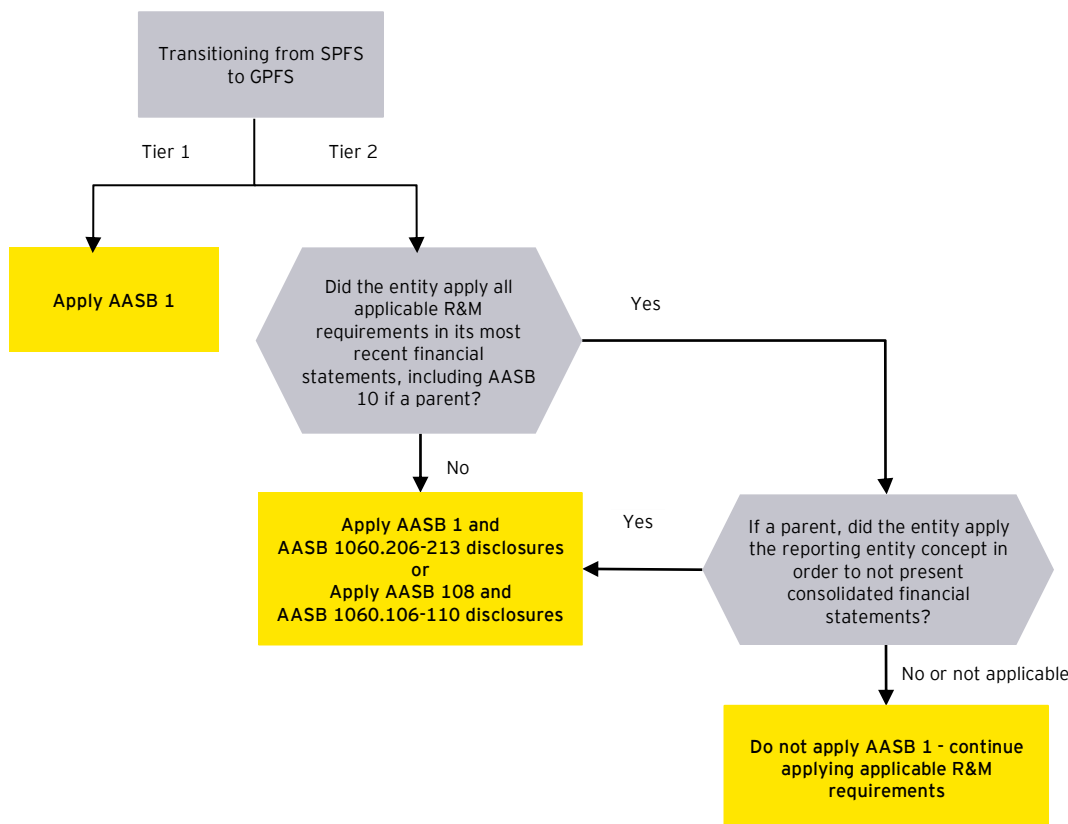 Transitioning from SPFS
to GPFS
Tier 1
Tier 2
Apply AASB 1
Did the entity apply all
applicable R&M
requirements in its most
recent financial
statements, including AASB
10 if a parent?
Yes
No
Apply AASB 1 and
AASB 1060.206-213 disclosures
or
Apply AASB 108 and
AASB 1060.106-110 disclosures
Yes
If a parent, did the entity apply
the reporting entity concept in
order to not present
consolidated financial
statements?
No or not applicable
Do not apply AASB 1 - continue
applying applicable R&M
requirements